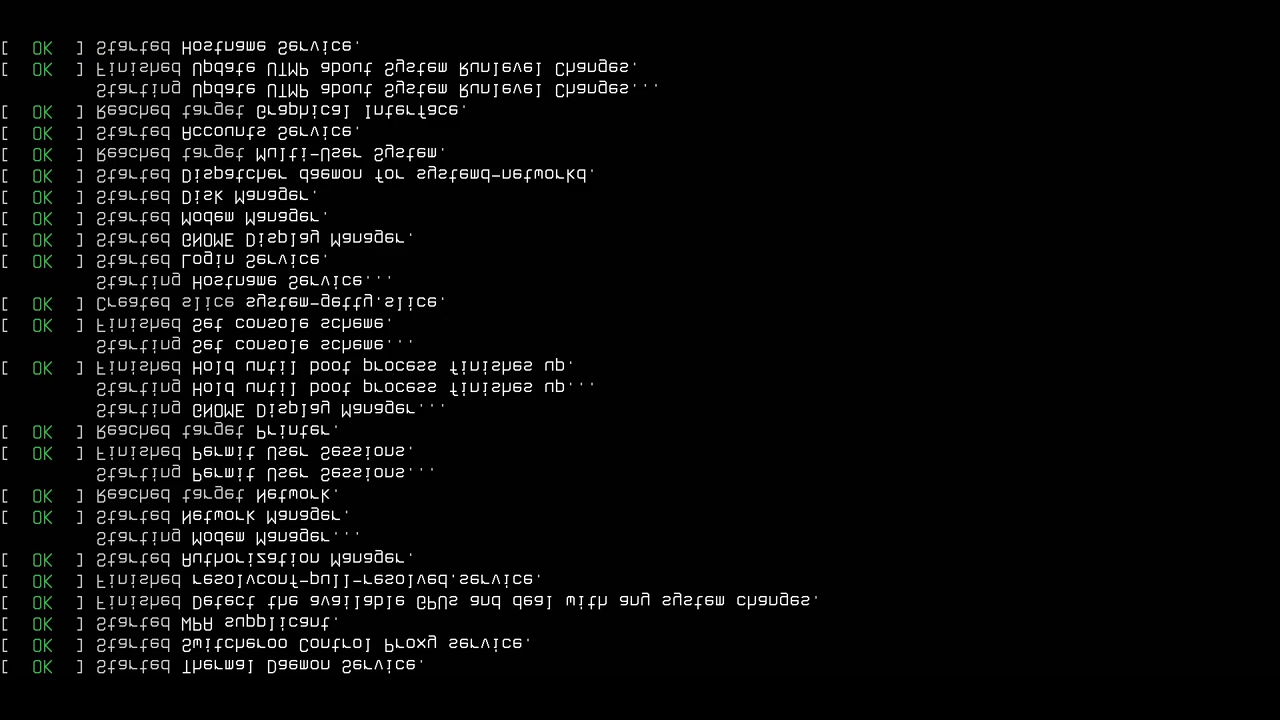 [  OK  ] Started Thermal Daemon Service.
[  OK  ] Started Switcheroo Control Proxy service.
[  OK  ] Started WPA supplicant.
[  OK  ] Finished Detect the available GPUs and deal with any system changes.
[  OK  ] Finished resolvconf-pull-resolved.service.
[  OK  ] Started Authorization Manager.
Starting Modem Manager...
[  OK  ] Started Network Manager.
[  OK  ] Reached target Network.
Starting Permit User Sessions...
[  OK  ] Finished Permit User Sessions.
[  OK  ] Reached target Printer.
Starting GNOME Display Manager...
Starting Hold until boot process finishes up...
[  OK  ] Finished Hold until boot process finishes up.
Starting Set console scheme...
[  OK  ] Finished Set console scheme.
[  OK  ] Created slice system-getty.slice.
Starting Hostname Service...
[  OK  ] Started Login Service.
[  OK  ] Started GNOME Display Manager.
[  OK  ] Started Modem Manager.
[  OK  ] Started Disk Manager.
[  OK  ] Started Dispatcher daemon for systemd-networkd.
[  OK  ] Reached target Multi-User System.
[  OK  ] Started Accounts Service.
[  OK  ] Reached target Graphical Interface.
Starting Update UTMP about System Runlevel Changes...
[  OK  ] Finished Update UTMP about System Runlevel Changes.
[  OK  ] Started Hostname Service.